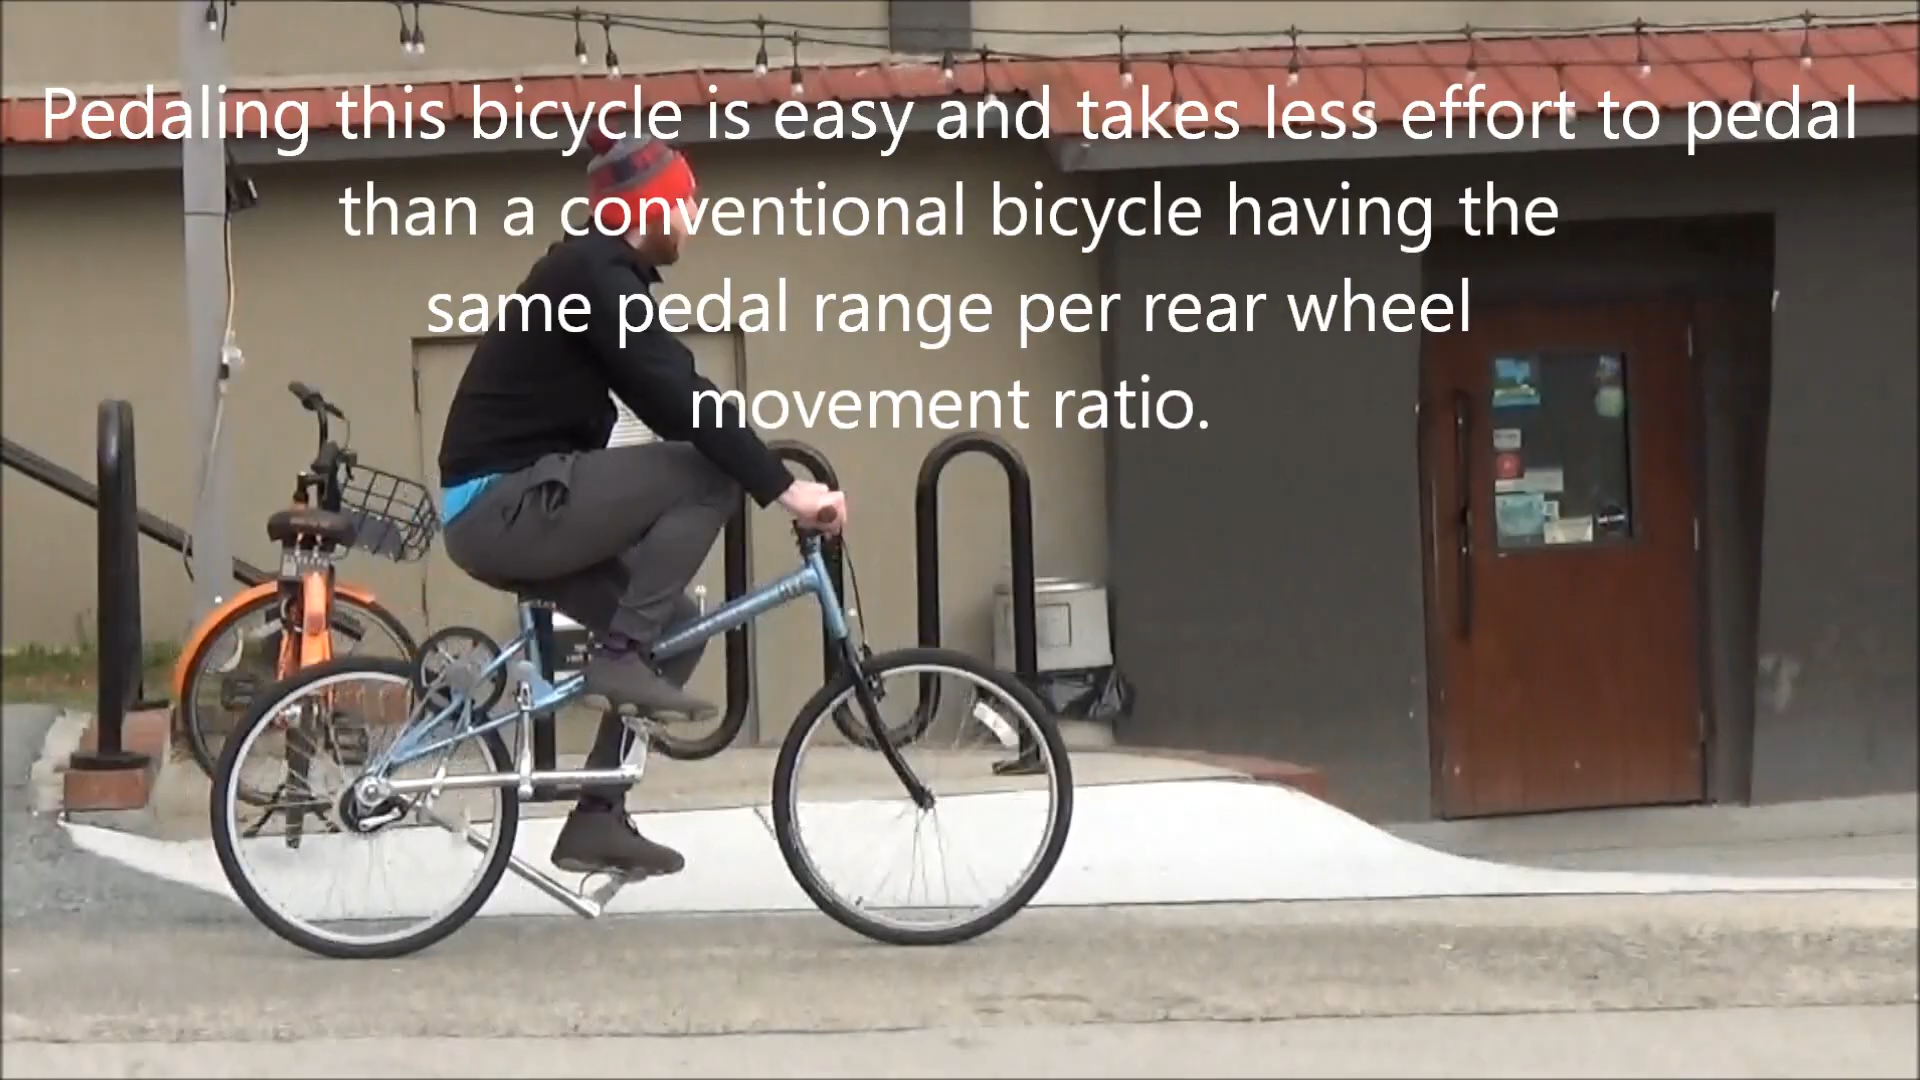 Pedaling this bicycle is easy and takes less effort to pedal
than a conventional bicycle having the
same pedal range per rear wheel
movement ratio.